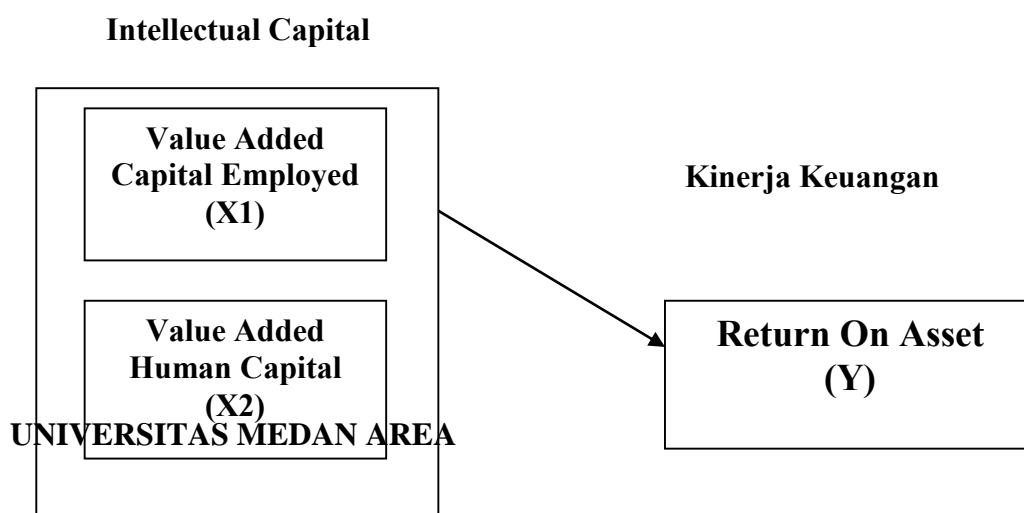 Intellectual Capital
Value Added
Capital Employed
(X1)
Kinerja Keuangan
Value Added
Human Capital
(X2)
Return On Asset
(Y)
UNIVERSITAS MEDAN AREA